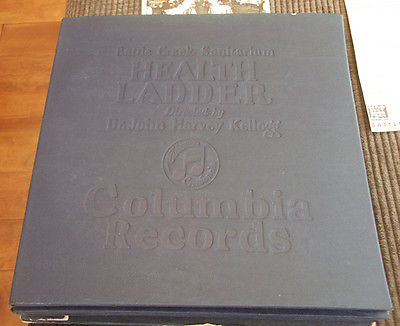 Battle Creek Sanitarium
HEALTH
LADDER
Directed by
Dr. John Harvey Kellogg
Columbia
Records